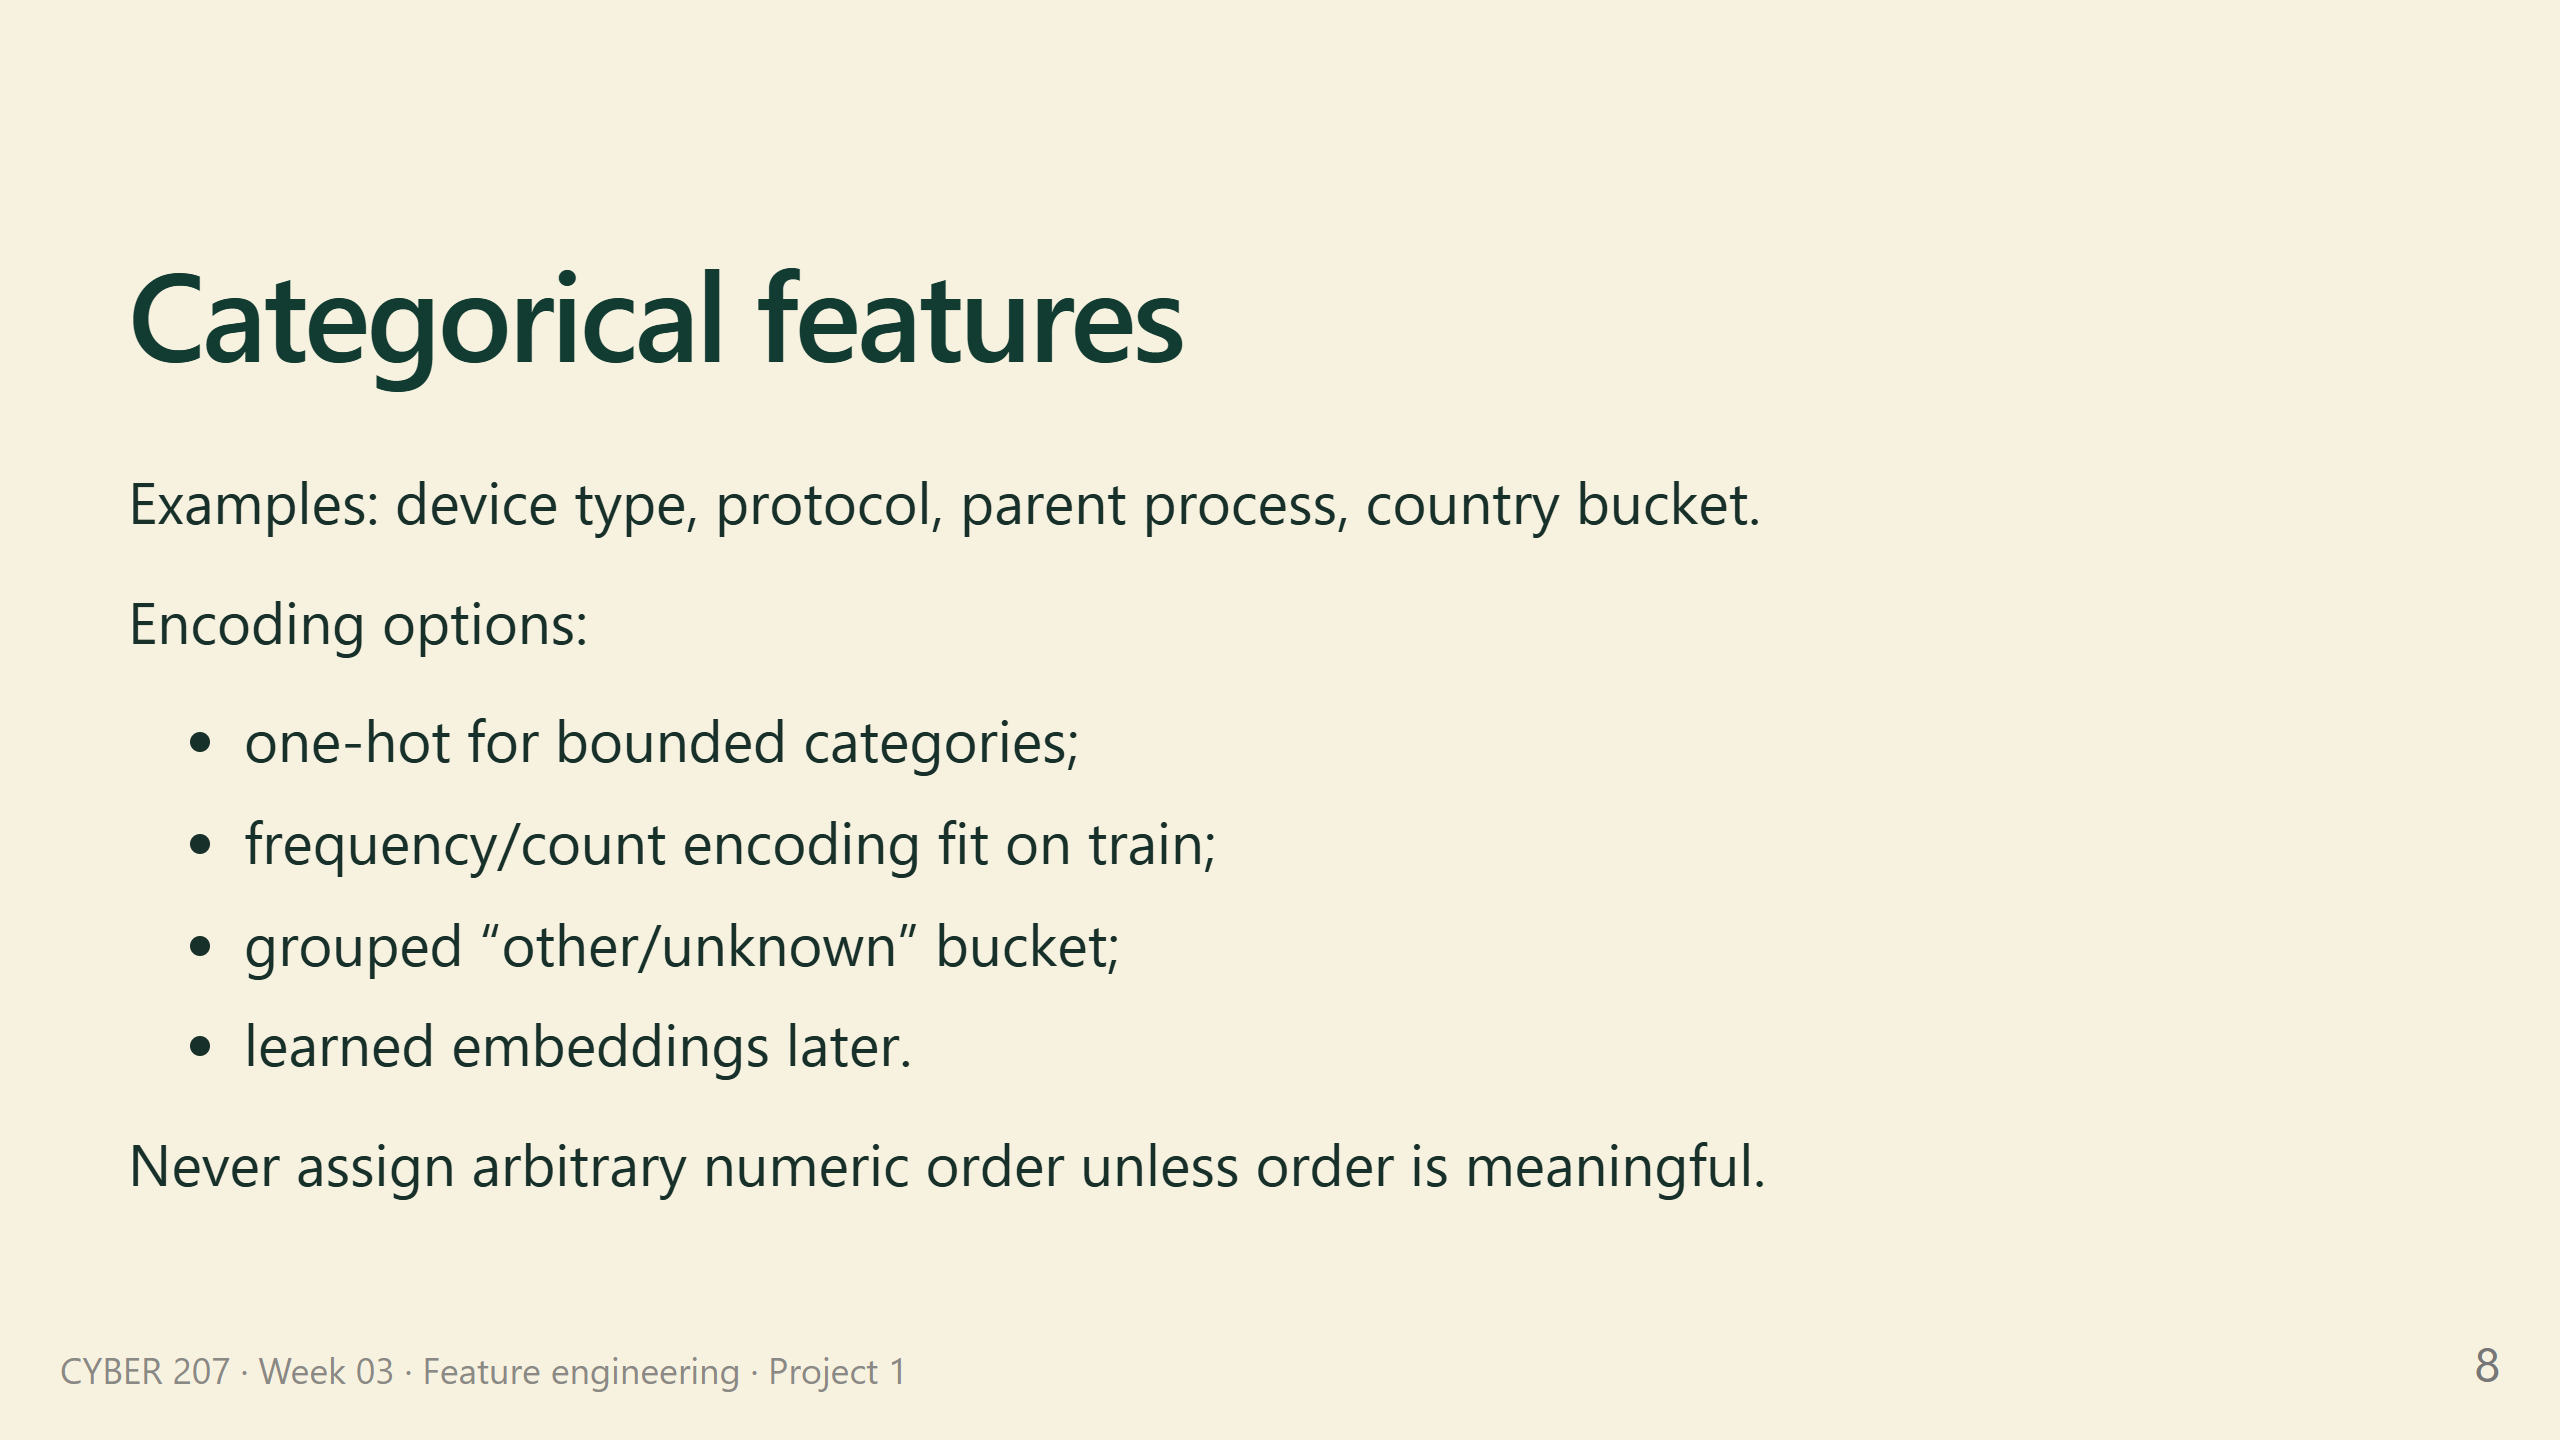 Categorical features
Examples: device type, protocol, parent process, country bucket.
Encoding options:
• one-hot for bounded categories;
• frequency/count encoding fit on train;
• grouped “other/unknown” bucket;
• learned embeddings later.
Never assign arbitrary numeric order unless order is meaningful.
CYBER 207 · Week 03 · Feature engineering · Project 1
8